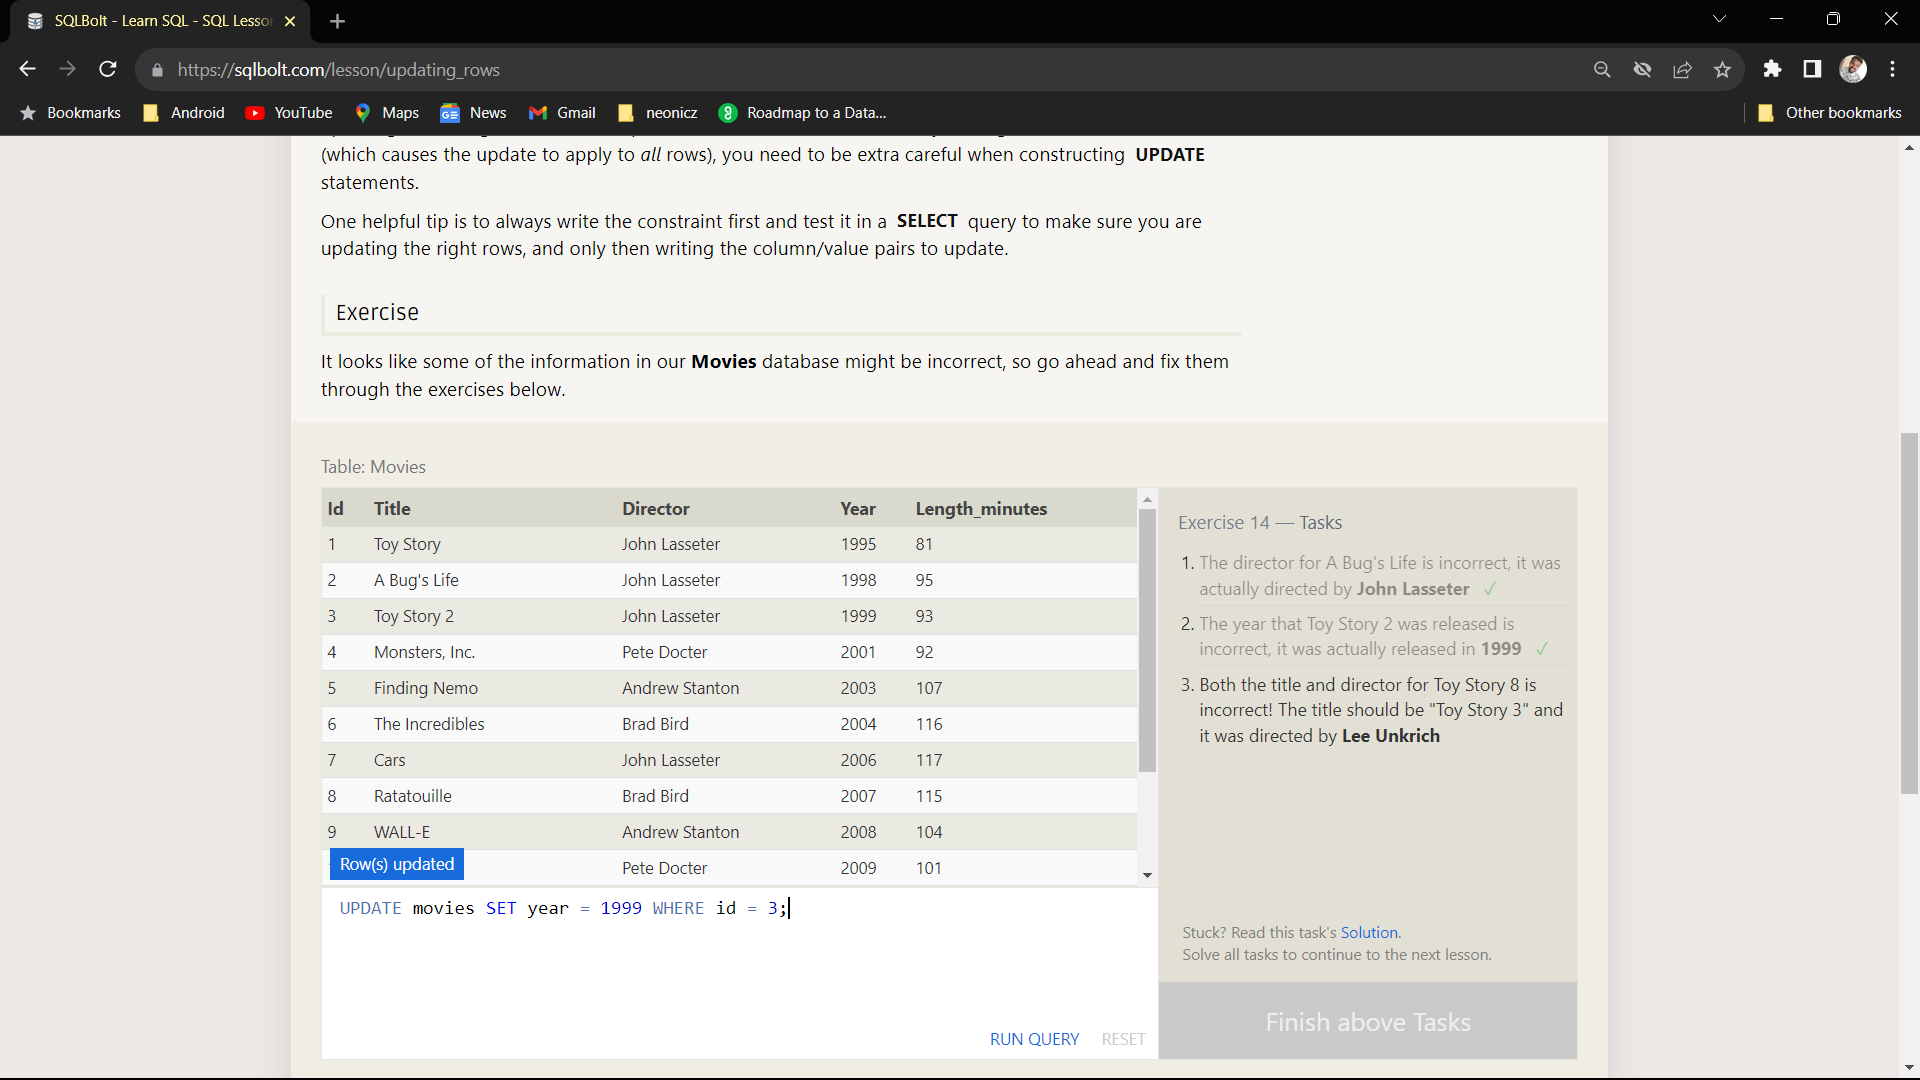 SQLBolt - Learn SQL - SQL Lesso
https://sqlbolt.com/lesson/updating_rows
Bookmarks Android YouTube Maps News Gmail neonicz Roadmap to a Data... Other bookmarks
(which causes the update to apply to all rows), you need to be extra careful when constructing UPDATE
statements.
One helpful tip is to always write the constraint first and test it in a SELECT query to make sure you are
updating the right rows, and only then writing the column/value pairs to update.
Exercise
It looks like some of the information in our Movies database might be incorrect, so go ahead and fix them
through the exercises below.
Table: Movies
Id Title Director Year Length_minutes
1 Toy Story John Lasseter 1995 81
2 A Bug's Life John Lasseter 1998 95
3 Toy Story 2 John Lasseter 1999 93
4 Monsters, Inc. Pete Docter 2001 92
5 Finding Nemo Andrew Stanton 2003 107
6 The Incredibles Brad Bird 2004 116
7 Cars John Lasseter 2006 117
8 Ratatouille Brad Bird 2007 115
9 WALL-E Andrew Stanton 2008 104
Row(s) updated Pete Docter 2009 101
UPDATE movies SET year = 1999 WHERE id = 3;
RUN QUERY RESET
Exercise 14 — Tasks
1. The director for A Bug's Life is incorrect, it was
actually directed by John Lasseter ✓
2. The year that Toy Story 2 was released is
incorrect, it was actually released in 1999 ✓
3. Both the title and director for Toy Story 8 is
incorrect! The title should be "Toy Story 3" and
it was directed by Lee Unkrich
Stuck? Read this task's Solution.
Solve all tasks to continue to the next lesson.
Finish above Tasks